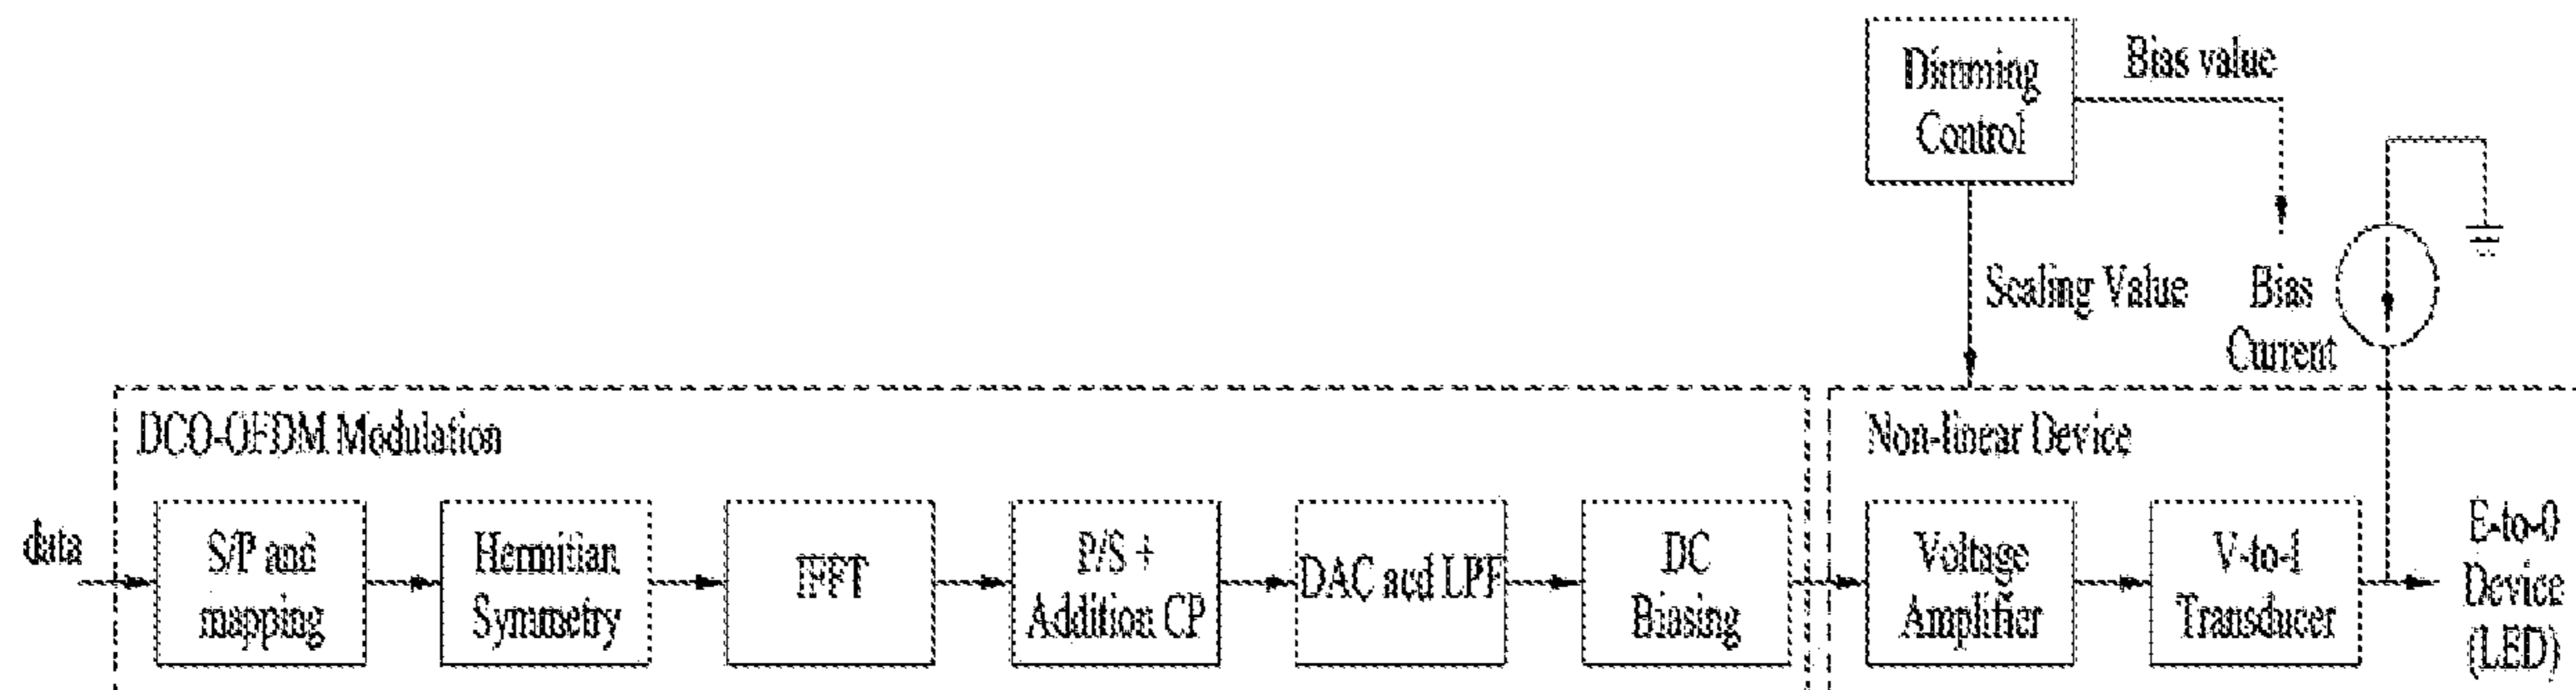 Dimming
Control
Bias value
Scaling Value
Bias
Current
DCO-OFDM Modulation
Non-linear Device
data
S/P and
mapping
Hermitian
Symmetry
IFFT
P/S +
Addition CP
DAC and LPF
DC
Biasing
Voltage
Amplifier
V-to-I
Transducer
E-to-0
Device
(LED)